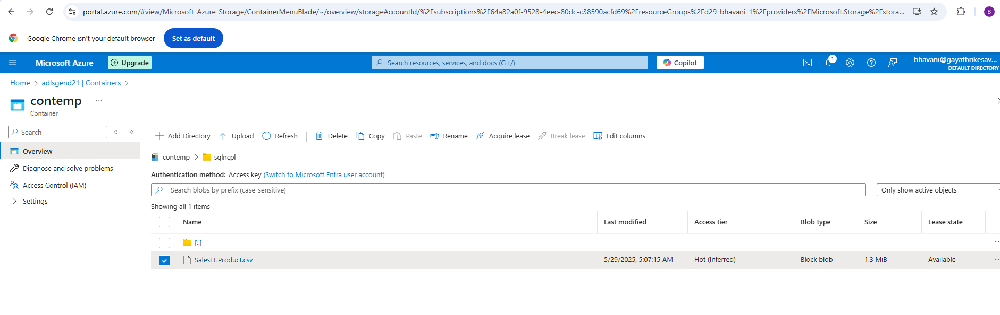 portal.azure.com/#view/Microsoft_Azure_Storage/ContainerMenuBlade/~/overview/storageAccountId/%2Fsubscriptions%2F64a82a0f-9528-4eec-80dc-c38590acfd69%2FresourceGroups%2Fd29_bhavani_1%2Fproviders%2FMicrosoft.Storage%2Fstora...
B
Google Chrome isn't your default browser
Set as default
Microsoft Azure
Upgrade
Search resources, services, and docs (G+/)
Copilot
1
bhavani@gayathrikesav...
DEFAULT DIRECTORY
Home > adlsgend21 | Containers >
contemp ...
Container
Search
Overview
Diagnose and solve problems
Access Control (IAM)
Settings
Add Directory Upload Refresh Delete Copy Paste Rename Acquire lease Break lease Edit columns
contemp > sqlncpl
Authentication method: Access key (Switch to Microsoft Entra user account)
Search blobs by prefix (case-sensitive)
Only show active objects
Showing all 1 items
Name Last modified Access tier Blob type Size Lease state
[..]
SalesLT.Product.csv 5/29/2025, 5:07:15 AM Hot (Inferred) Block blob 1.3 MiB Available